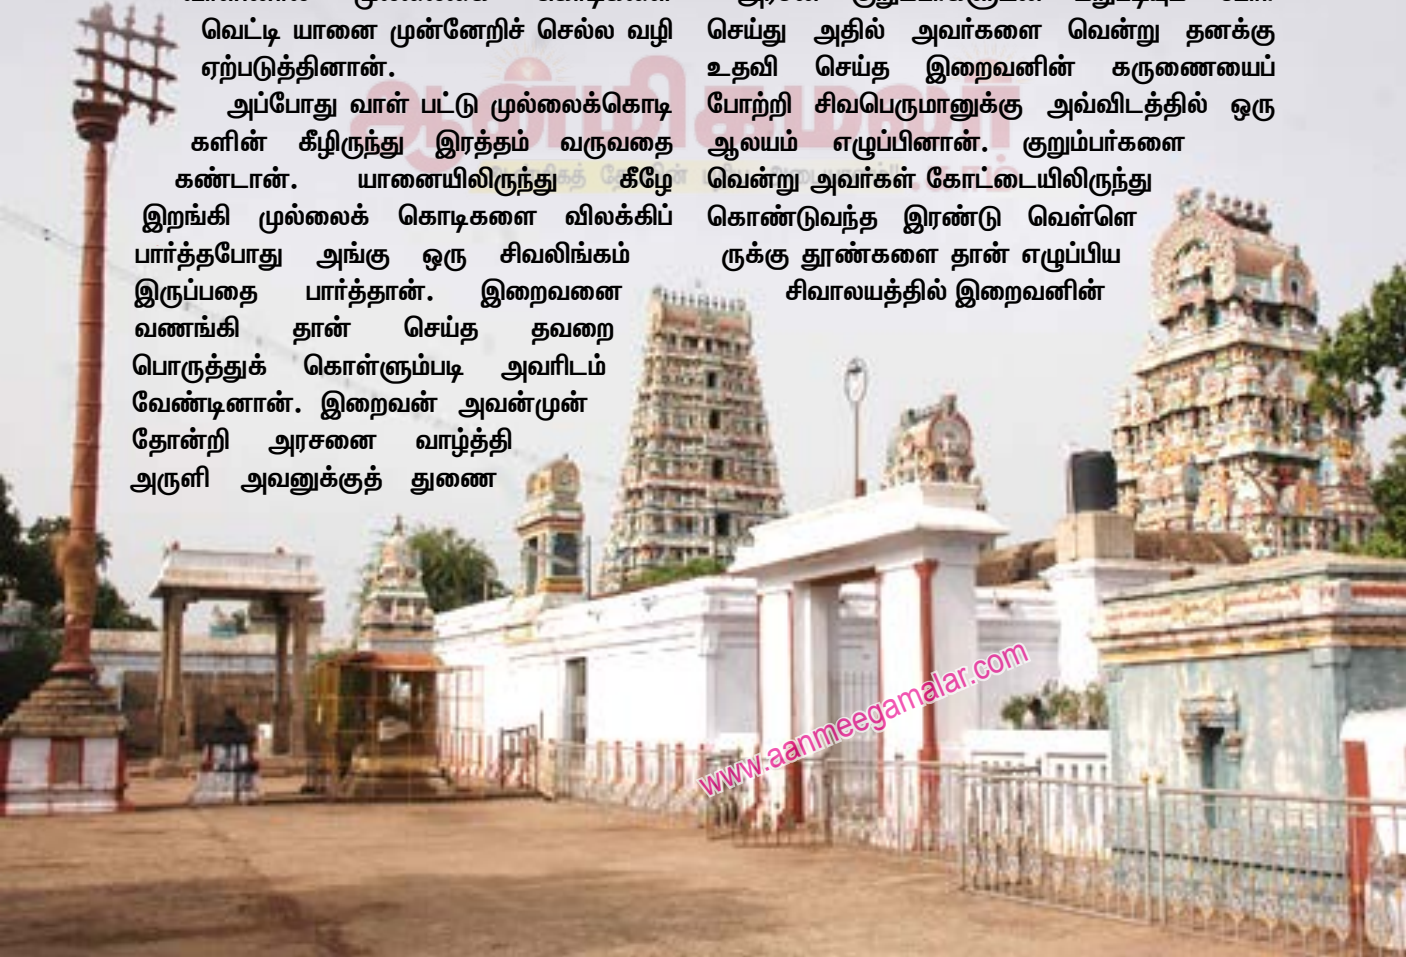 வெட்டி யானை முன்னேறிச் செல்ல வழி
ஏற்படுத்தினான்.
அப்போது வாள் பட்டு முல்லைக்கொடி
களின் கீழிருந்து இரத்தம் வருவதை
கண்டான். யானையிலிருந்து கீழே
இறங்கி முல்லைக் கொடிகளை விலக்கிப்
பார்த்தபோது அங்கு ஒரு சிவலிங்கம்
இருப்பதை பார்த்தான். இறைவனை
வணங்கி தான் செய்த தவறை
பொருத்துக் கொள்ளும்படி அவரிடம்
வேண்டினான். இறைவன் அவன்முன்
தோன்றி அரசனை வாழ்த்தி
அருளி அவனுக்குத் துணை
செய்து அதில் அவர்களை வென்று தனக்கு
உதவி செய்த இறைவனின் கருணையைப்
போற்றி சிவபெருமானுக்கு அவ்விடத்தில் ஒரு
ஆலயம் எழுப்பினான். குறும்பர்களை
வென்று அவர்கள் கோட்டையிலிருந்து
கொண்டுவந்த இரண்டு வெள்ளெ
ருக்கு தூண்களை தான் எழுப்பிய
சிவாலயத்தில் இறைவனின்
ஆன்மிகமலர்
.காம்
www.aanmeegamalar.com